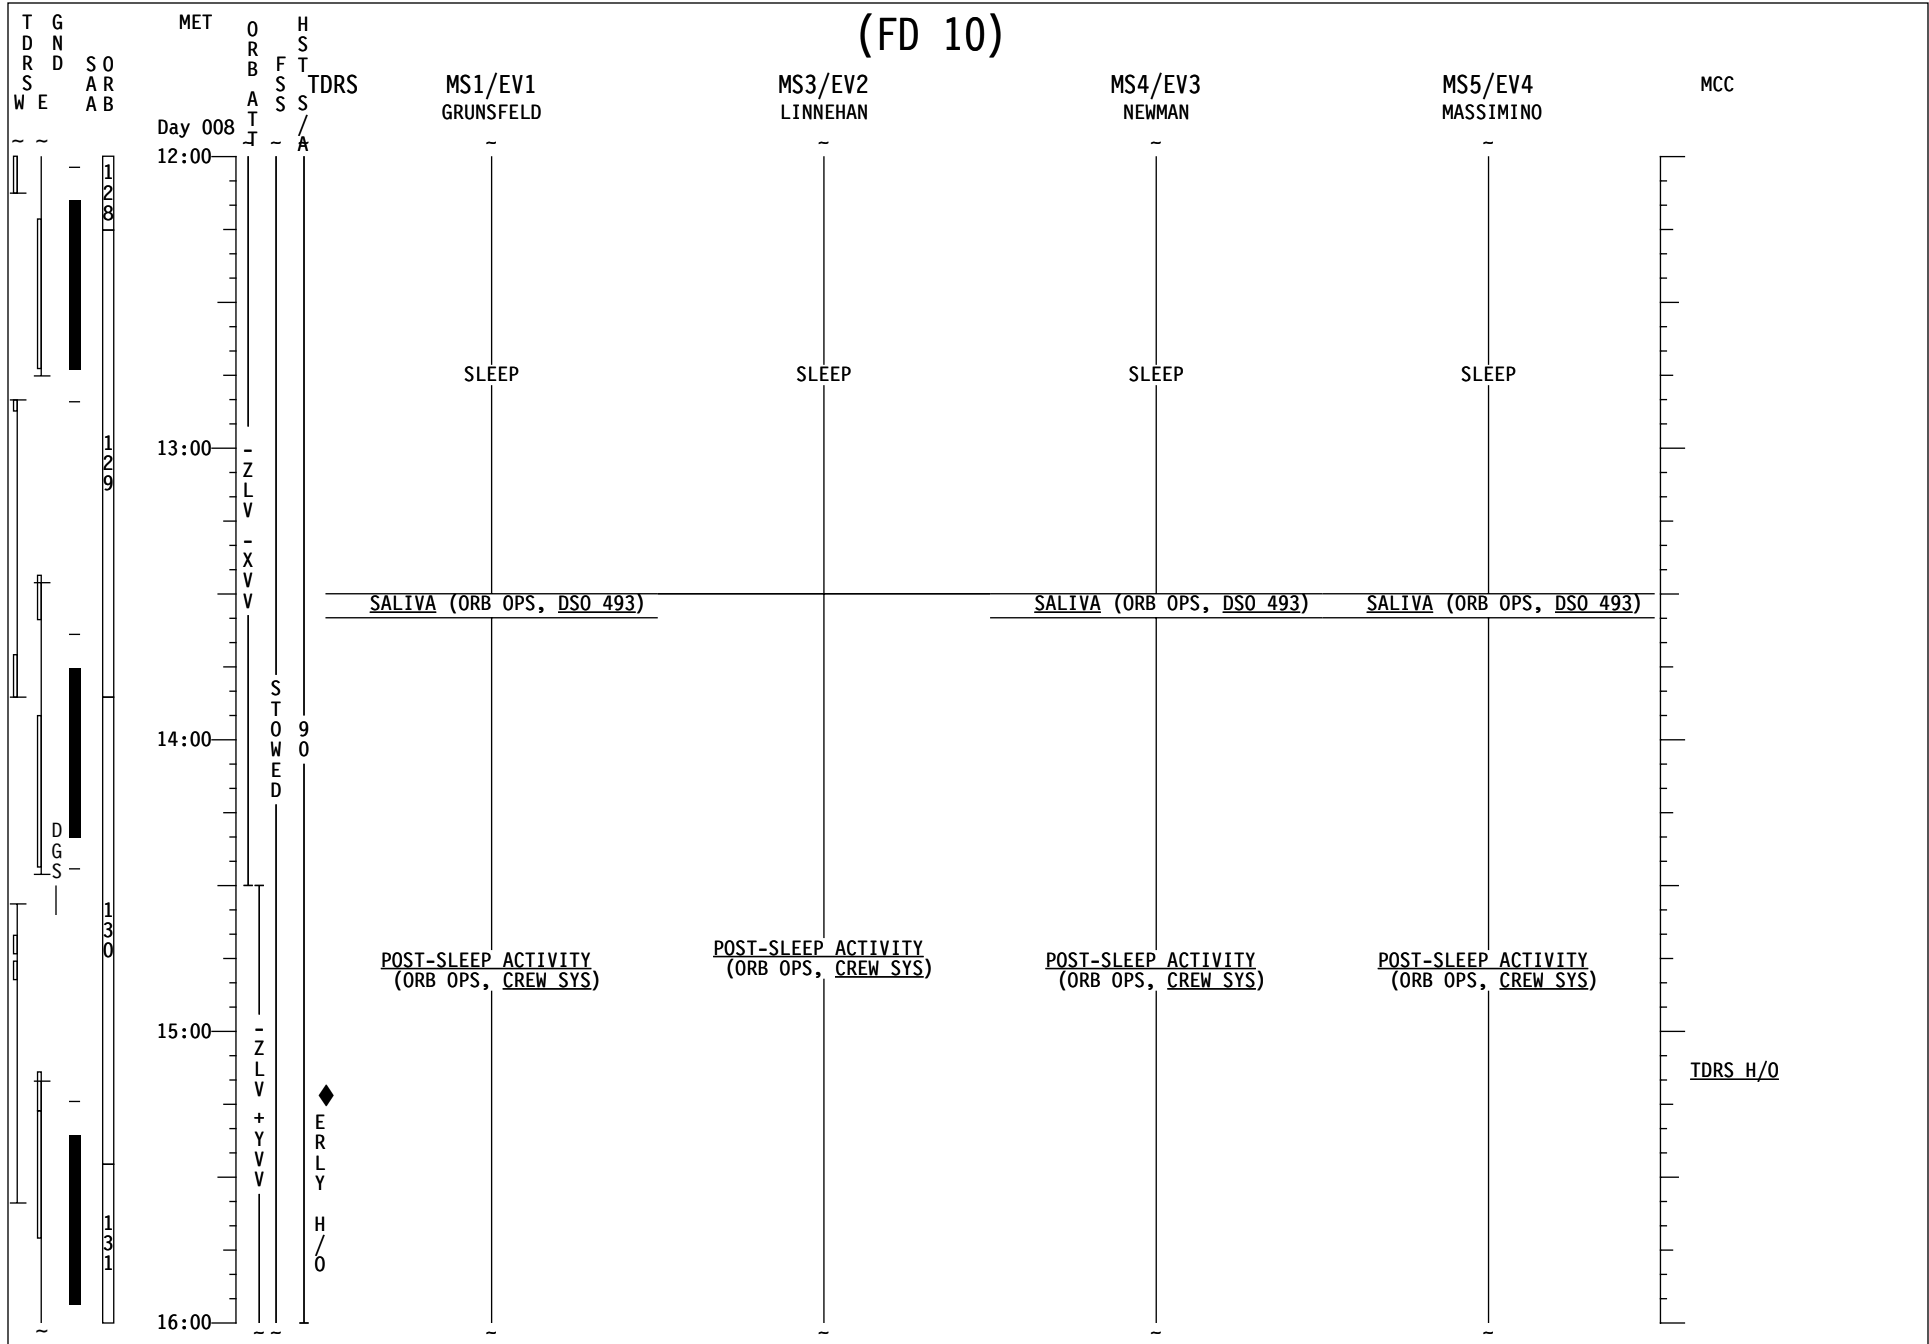 (FD 10)
TDRS
W E
GND
SAA
ORB
MET
ORB ATT
FSS
HST S/A
TDRS
MS1/EV1
GRUNSFELD
MS3/EV2
LINNEHAN
MS4/EV3
NEWMAN
MS5/EV4
MASSIMINO
MCC
Day 008
~ ~ ~ ~ ~ ~ ~ ~
12:00
128
SLEEP SLEEP SLEEP SLEEP
13:00
129
-ZLV -XVV
SALIVA (ORB OPS, DSO 493) SALIVA (ORB OPS, DSO 493) SALIVA (ORB OPS, DSO 493)
STOWED
90
14:00
DGS
130
POST-SLEEP ACTIVITY
(ORB OPS, CREW SYS)
POST-SLEEP ACTIVITY
(ORB OPS, CREW SYS)
POST-SLEEP ACTIVITY
(ORB OPS, CREW SYS)
POST-SLEEP ACTIVITY
(ORB OPS, CREW SYS)
15:00
-ZLV +YVV
TDRS H/O
ERLY H/O
131
16:00
~ ~ ~ ~ ~ ~ ~